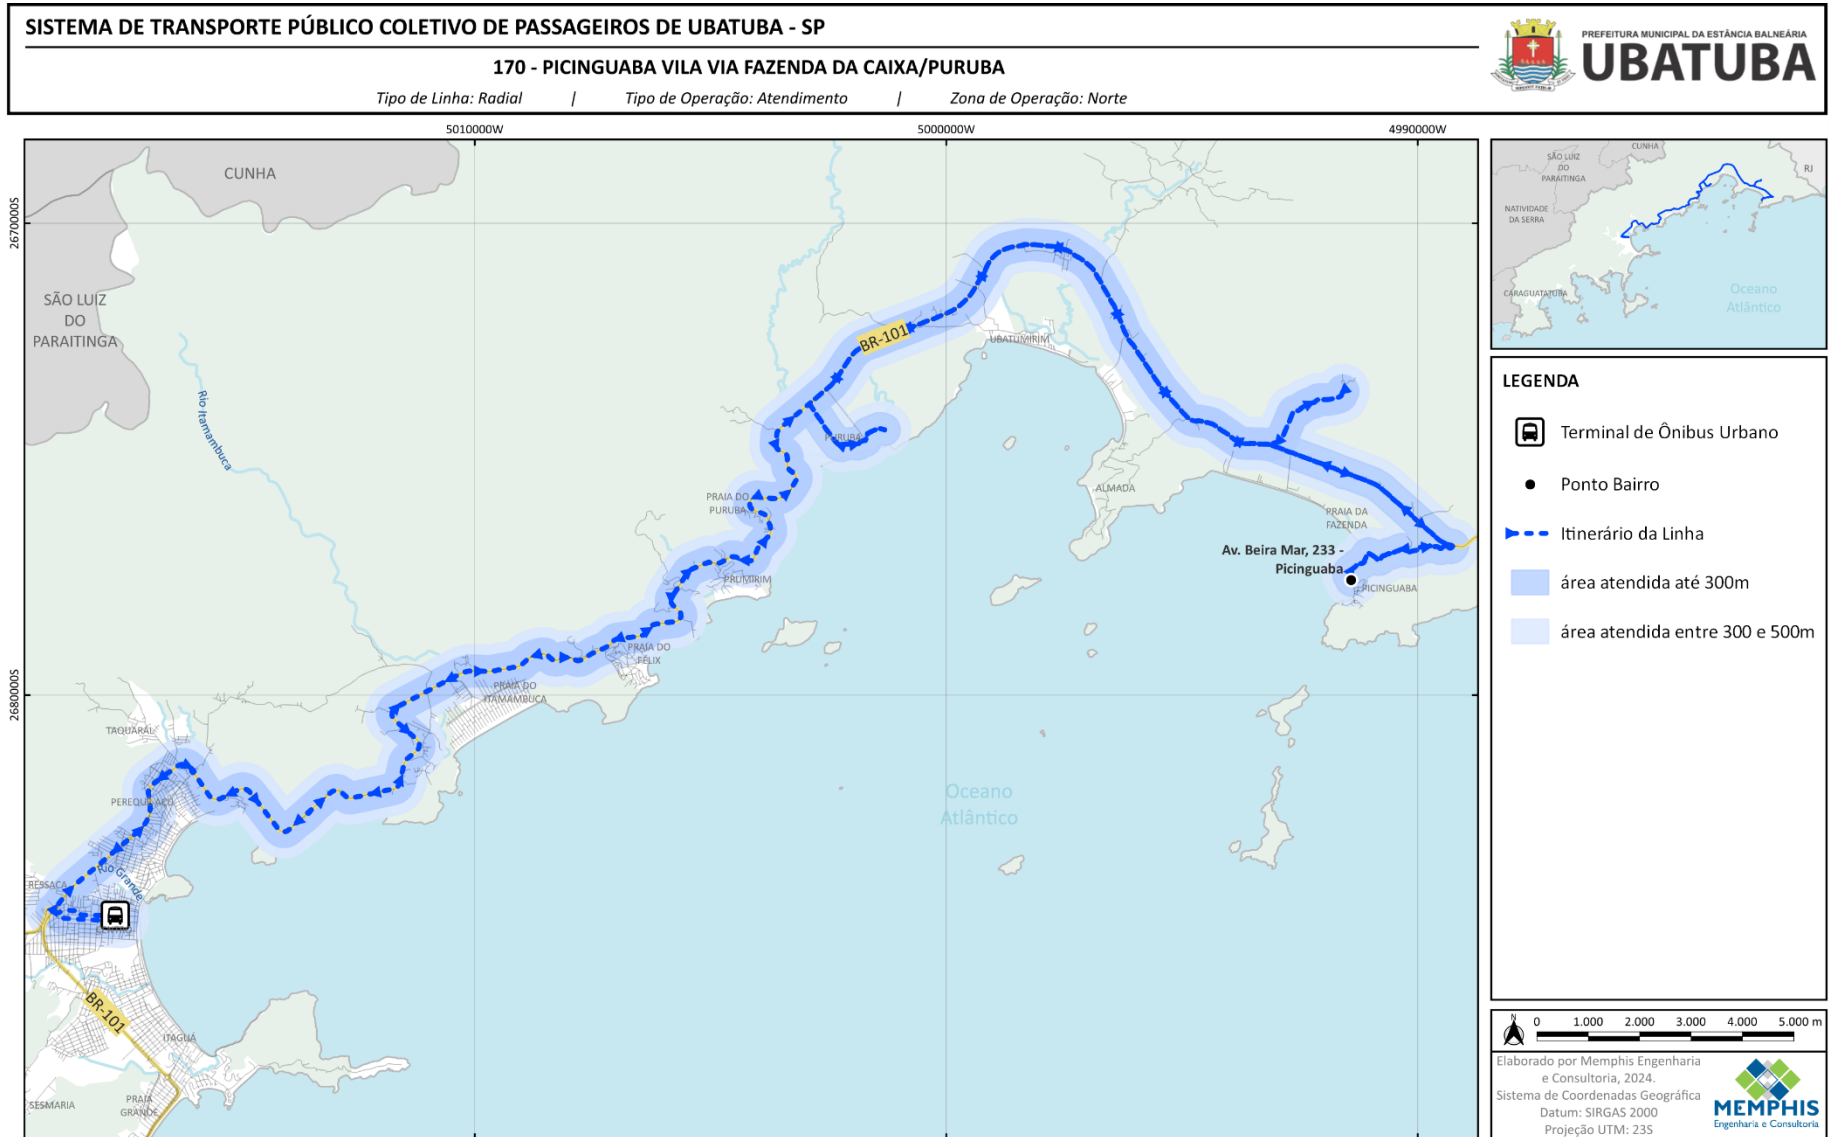 SISTEMA DE TRANSPORTE PÚBLICO COLETIVO DE PASSAGEIROS DE UBATUBA - SP
170 - PICINGUABA VILA VIA FAZENDA DA CAIXA/PURUBA
Tipo de Linha: Radial | Tipo de Operação: Atendimento | Zona de Operação: Norte
PREFEITURA MUNICIPAL DA ESTÂNCIA BALNEÁRIA
UBATUBA
5010000W
5000000W
4990000W
2670000S
2680000S
CUNHA
SÃO LUIZ
DO
PARAITINGA
Rio Itamambuca
BR-101
UBATUMIRIM
PURUBA
PRAIA DO
PURUBA
ALMADA
PRAIA DA
FAZENDA
Av. Beira Mar, 233 -
Picinguaba
PICINGUABA
PRUMIRIM
PRAIA DO
FÉLIX
PRAIA DO
ITAMAMBUCA
TAQUARAL
PEREQUÊ-AÇÚ
Oceano
Atlântico
Rio Grande
RESSACA
CENTRO
BR-101
ITAGUÁ
SESMARIA
PRAIA
GRANDE
CUNHA
SÃO LUIZ
DO
PARAITINGA
RJ
NATIVIDADE
DA SERRA
CARAGUATATUBA
Oceano
Atlântico
LEGENDA
Terminal de Ônibus Urbano
Ponto Bairro
Itinerário da Linha
área atendida até 300m
área atendida entre 300 e 500m
N
0 1.000 2.000 3.000 4.000 5.000 m
Elaborado por Memphis Engenharia
e Consultoria, 2024.
Sistema de Coordenadas Geográfica
Datum: SIRGAS 2000
Projeção UTM: 23S
MEMPHIS
Engenharia e Consultoria